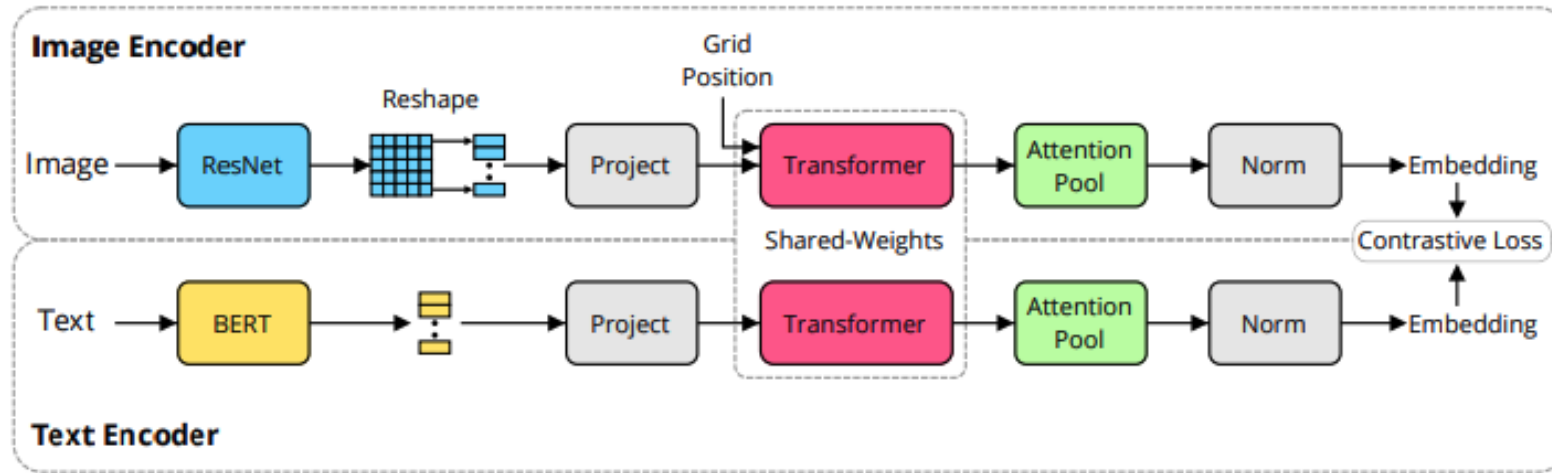 Image Encoder
Grid
Position
Reshape
Image
ResNet
Project
Transformer
Attention
Pool
Norm
Embedding
Shared-Weights
Contrastive Loss
Text
BERT
Project
Transformer
Attention
Pool
Norm
Embedding
Text Encoder